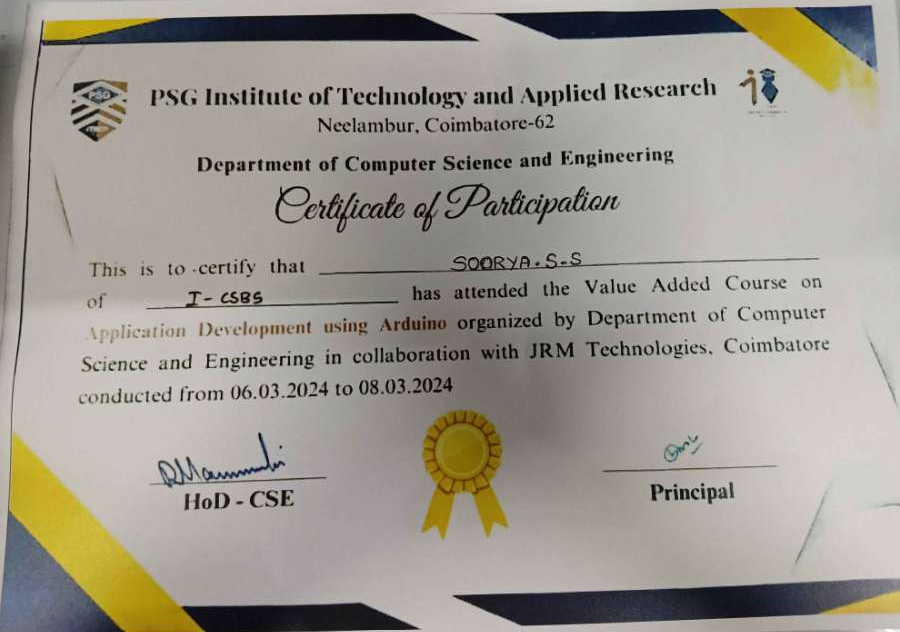 PSG
PSG Institute of Technology and Applied Research
Neelambur, Coimbatore-62
Department of Computer Science and Engineering
Certificate of Participation
This is to certify that SOORYA.S.S
of I- CSBS has attended the Value Added Course on
Application Development using Arduino organized by Department of Computer
Science and Engineering in collaboration with JRM Technologies, Coimbatore
conducted from 06.03.2024 to 08.03.2024
HoD - CSE
Principal